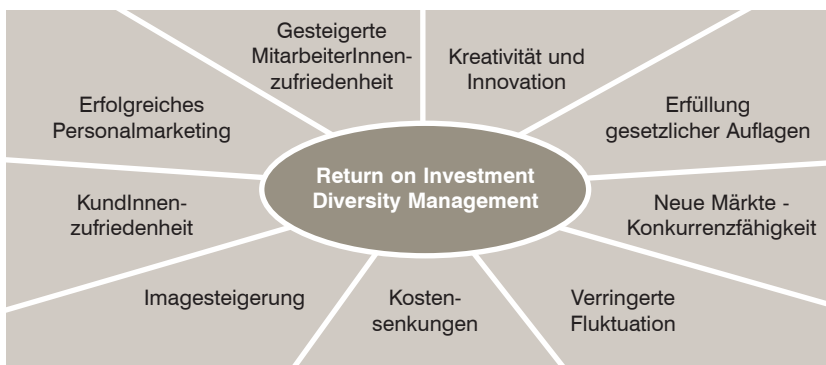 Gesteigerte
MitarbeiterInnen-
zufriedenheit
Kreativität und
Innovation
Erfolgreiches
Personalmarketing
Erfüllung
gesetzlicher Auflagen
Return on Investment
Diversity Management
KundInnen-
zufriedenheit
Neue Märkte -
Konkurrenzfähigkeit
Imagesteigerung
Kosten-
senkungen
Verringerte
Fluktuation